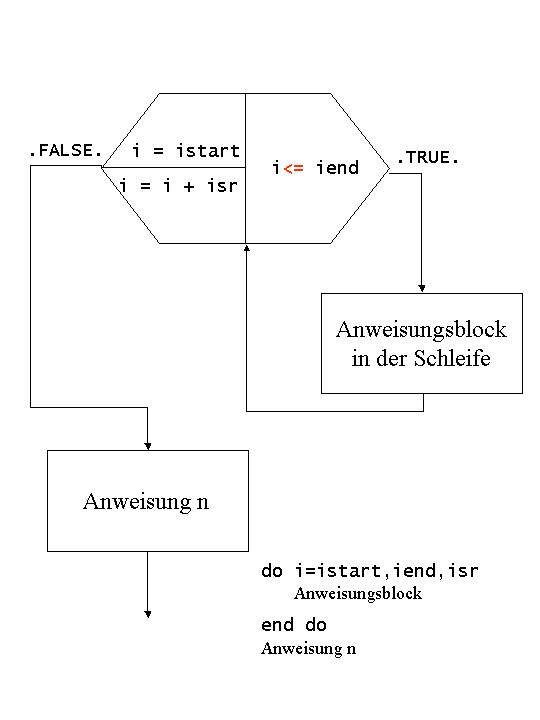 .FALSE.
i = istart
i = i + isr
i<= iend
.TRUE.
Anweisungsblock
in der Schleife
Anweisung n
do i=istart,iend,isr
Anweisungsblock
end do
Anweisung n